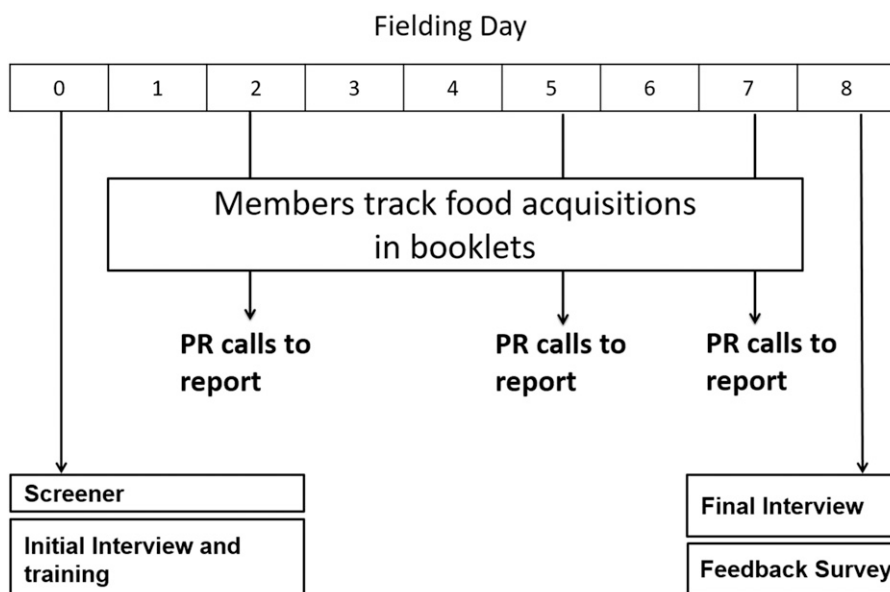 Fielding Day
0 1 2 3 4 5 6 7 8
Members track food acquisitions
in booklets
PR calls to
report
PR calls to
report
PR calls to
report
Screener
Initial Interview and
training
Final Interview
Feedback Survey